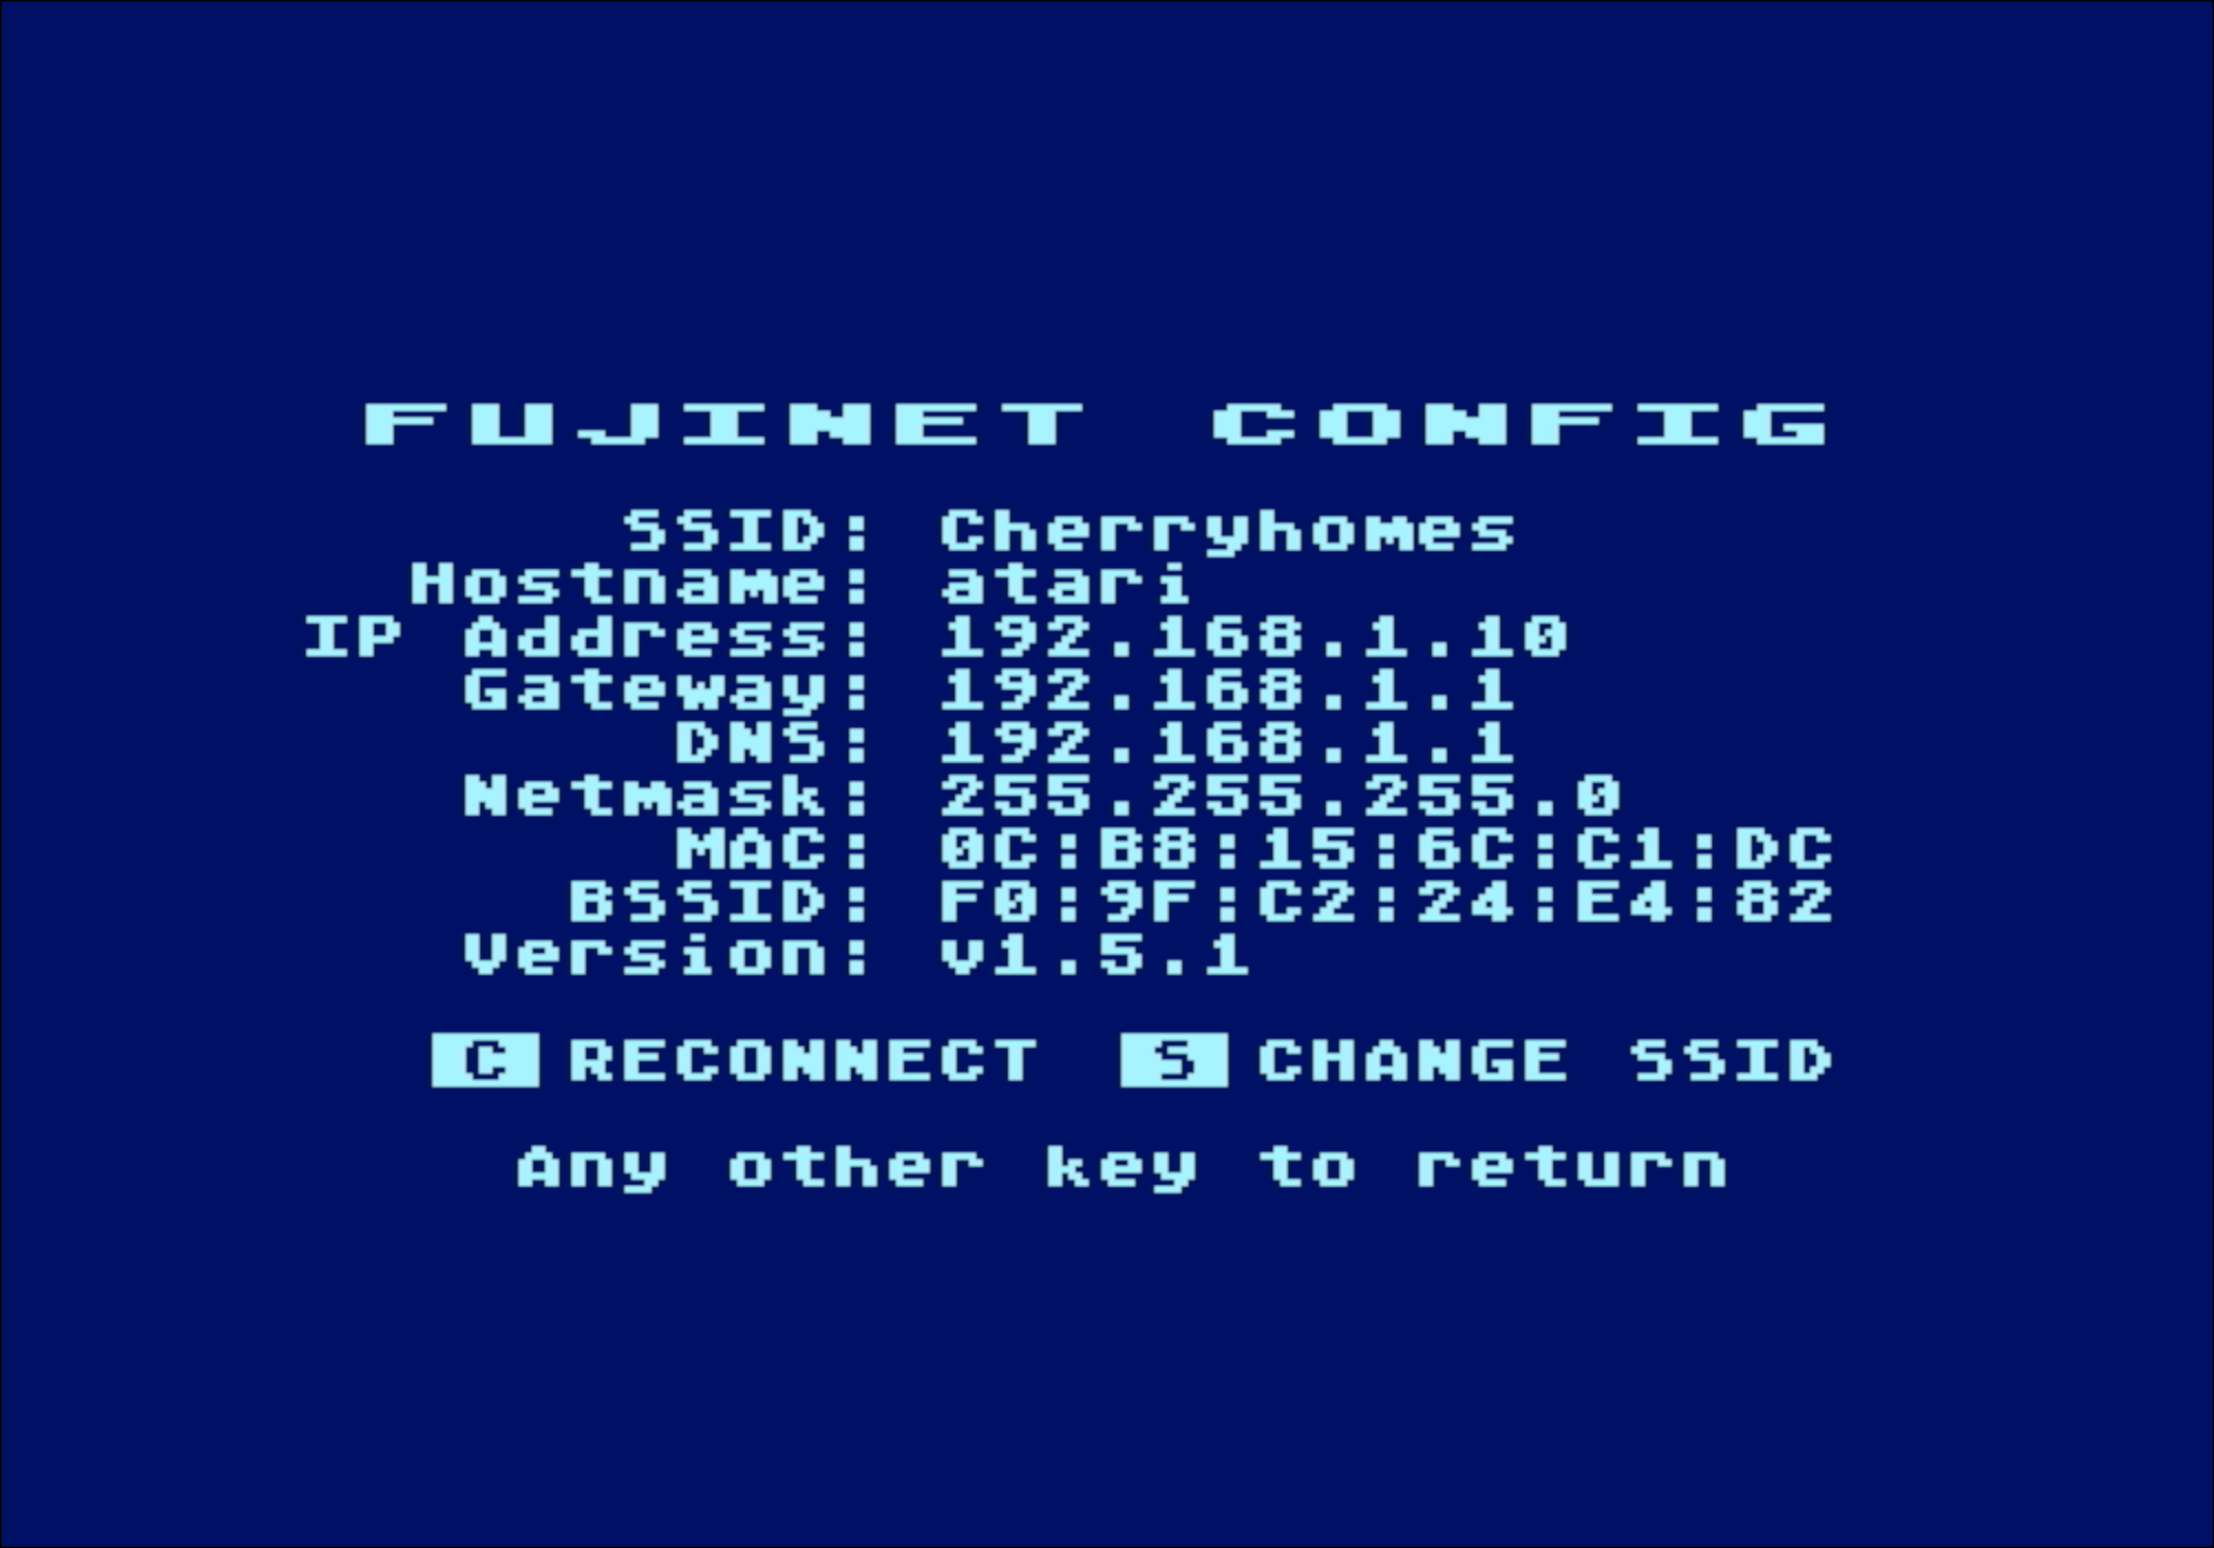 FUJINET CONFIG
SSID: Cherryhomes
Hostname: atari
IP Address: 192.168.1.10
Gateway: 192.168.1.1
DNS: 192.168.1.1
Netmask: 255.255.255.0
MAC: 0C:B8:15:6C:C1:DC
BSSID: F0:9F:C2:24:E4:82
Version: v1.5.1
C RECONNECT S CHANGE SSID
Any other key to return